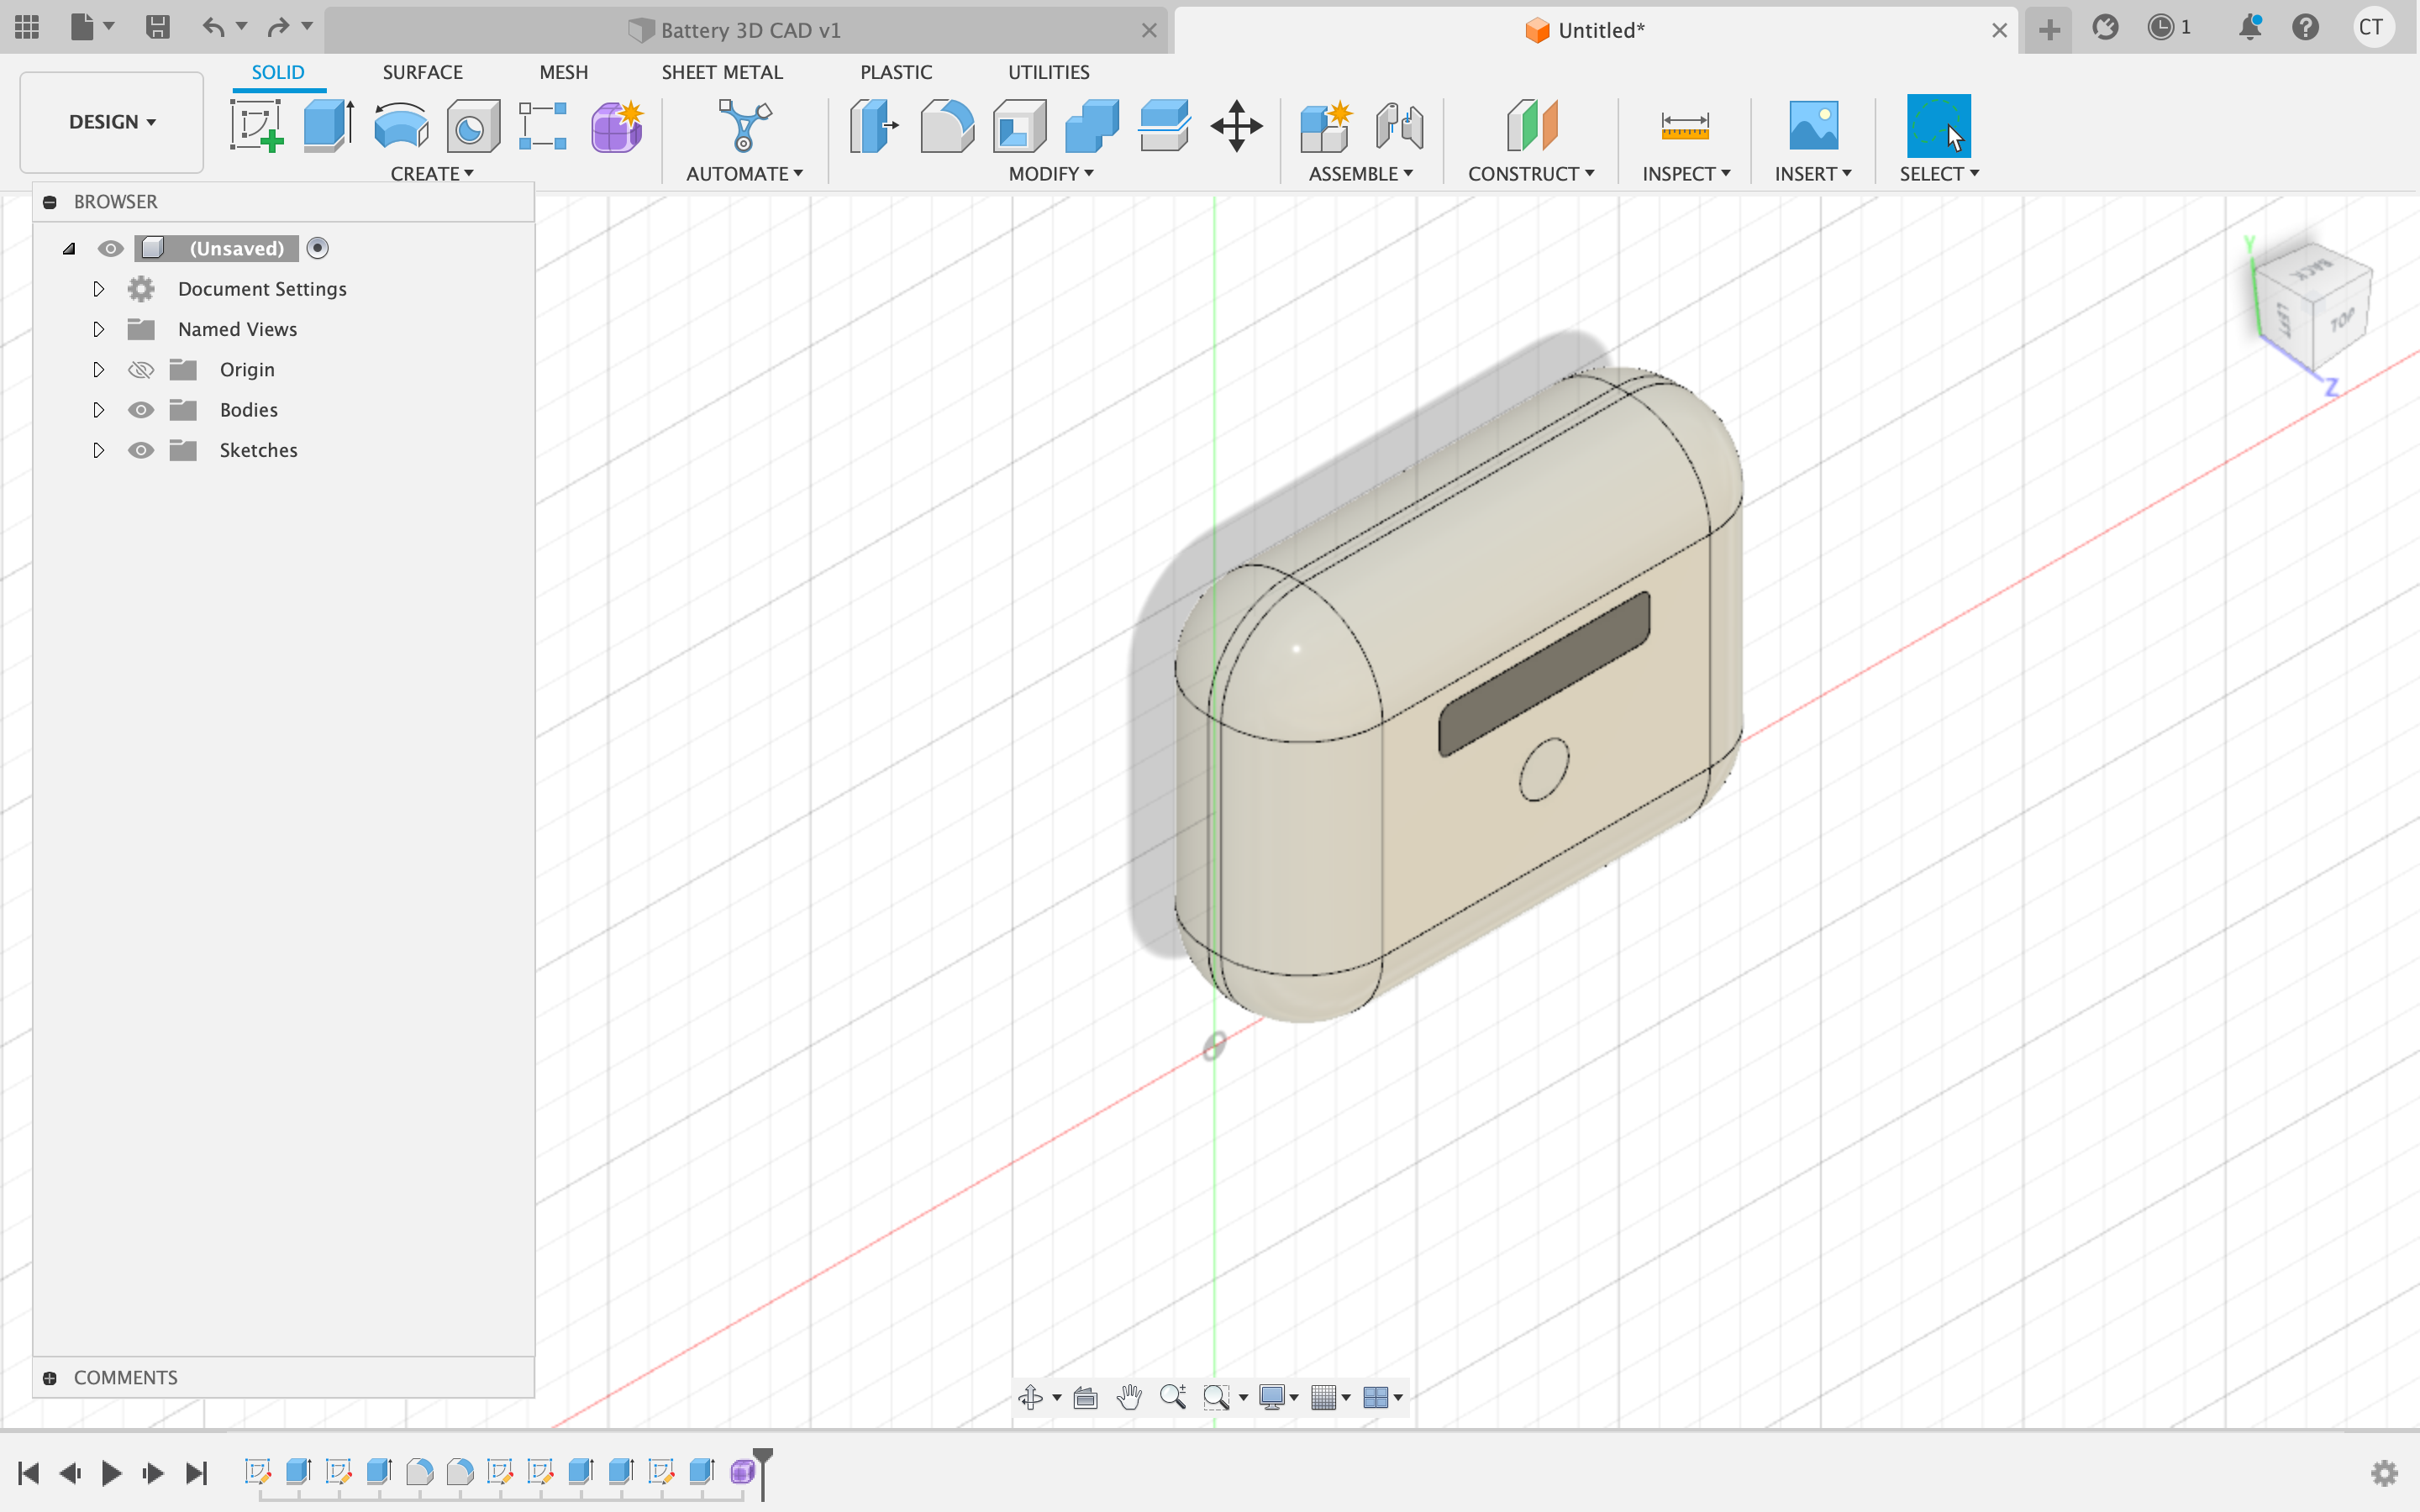 Battery 3D CAD v1
Untitled*
1
CT
SOLID
SURFACE
MESH
SHEET METAL
PLASTIC
UTILITIES
DESIGN
CREATE
AUTOMATE
MODIFY
ASSEMBLE
CONSTRUCT
INSPECT
INSERT
SELECT
BROWSER
(Unsaved)
Document Settings
Named Views
Origin
Bodies
Sketches
Y
BACK
LEFT
TOP
Z
0
COMMENTS